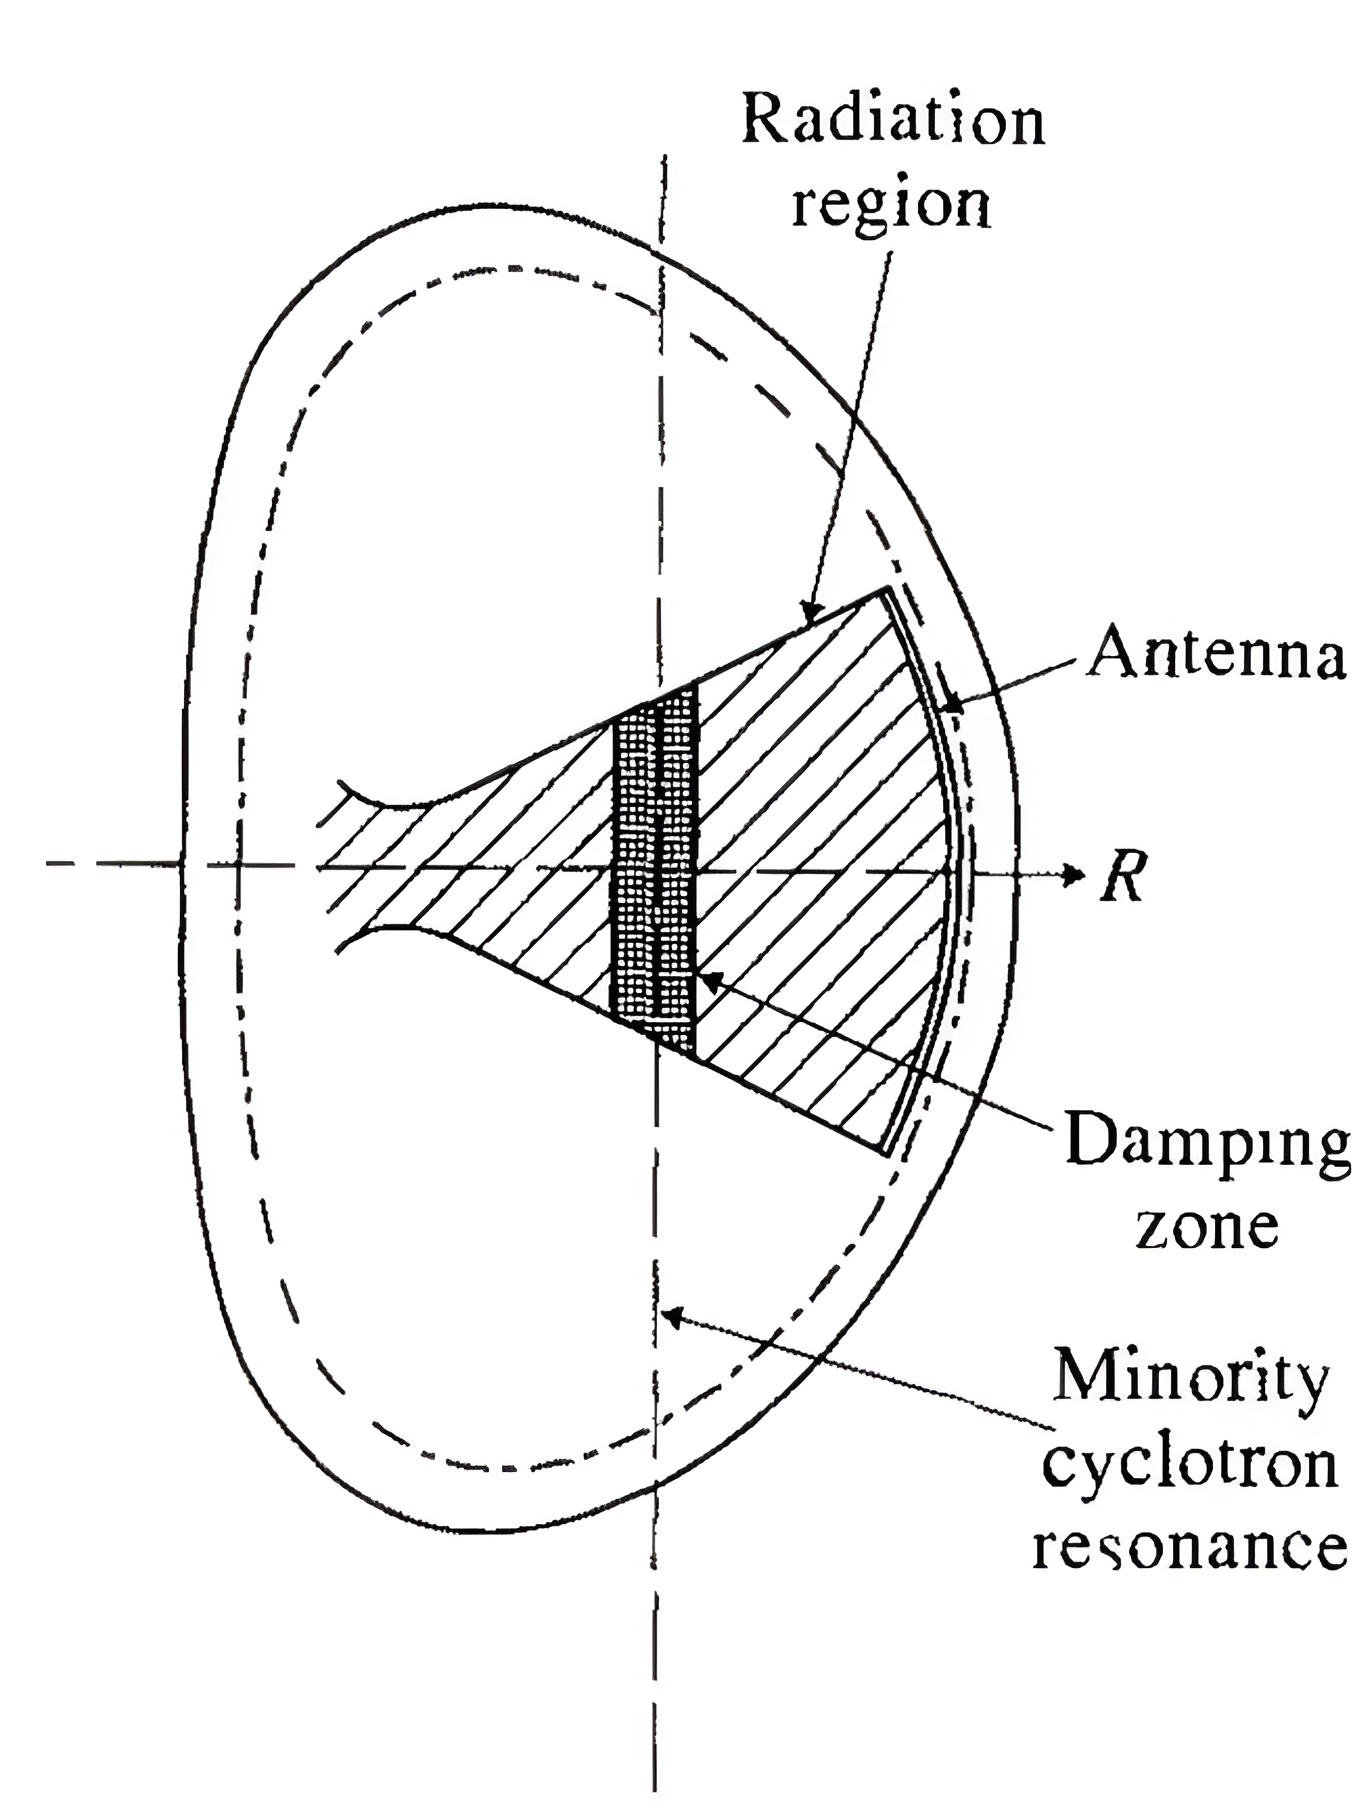 Radiation
region
Antenna
R
Damping
zone
Minority
cyclotron
resonance